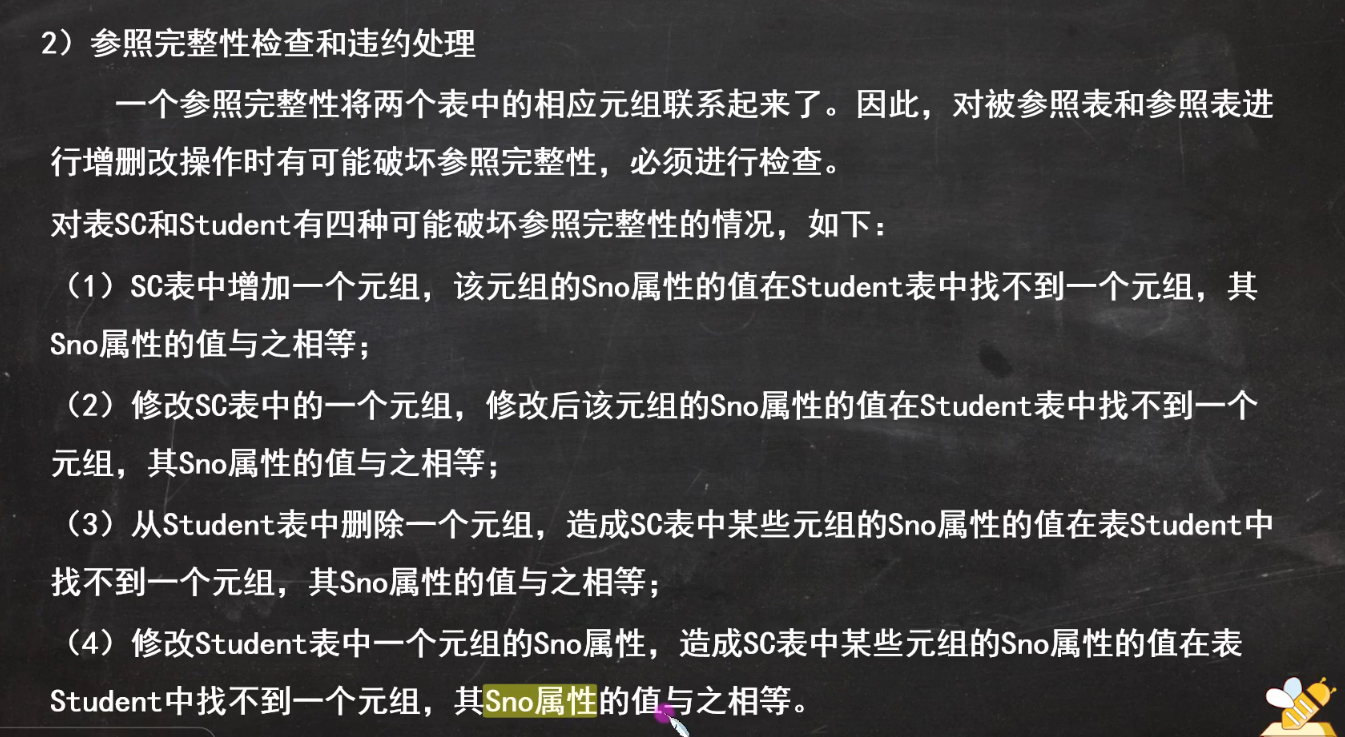 2）参照完整性检查和违约处理
一个参照完整性将两个表中的相应元组联系起来了。因此，对被参照表和参照表进
行增删改操作时有可能破坏参照完整性，必须进行检查。
对表SC和Student有四种可能破坏参照完整性的情况，如下：
（1）SC表中增加一个元组，该元组的Sno属性的值在Student表中找不到一个元组，其
Sno属性的值与之相等；
（2）修改SC表中的一个元组，修改后该元组的Sno属性的值在Student表中找不到一个
元组，其Sno属性的值与之相等；
（3）从Student表中删除一个元组，造成SC表中某些元组的Sno属性的值在表Student中
找不到一个元组，其Sno属性的值与之相等；
（4）修改Student表中一个元组的Sno属性，造成SC表中某些元组的Sno属性的值在表
Student中找不到一个元组，其Sno属性的值与之相等。